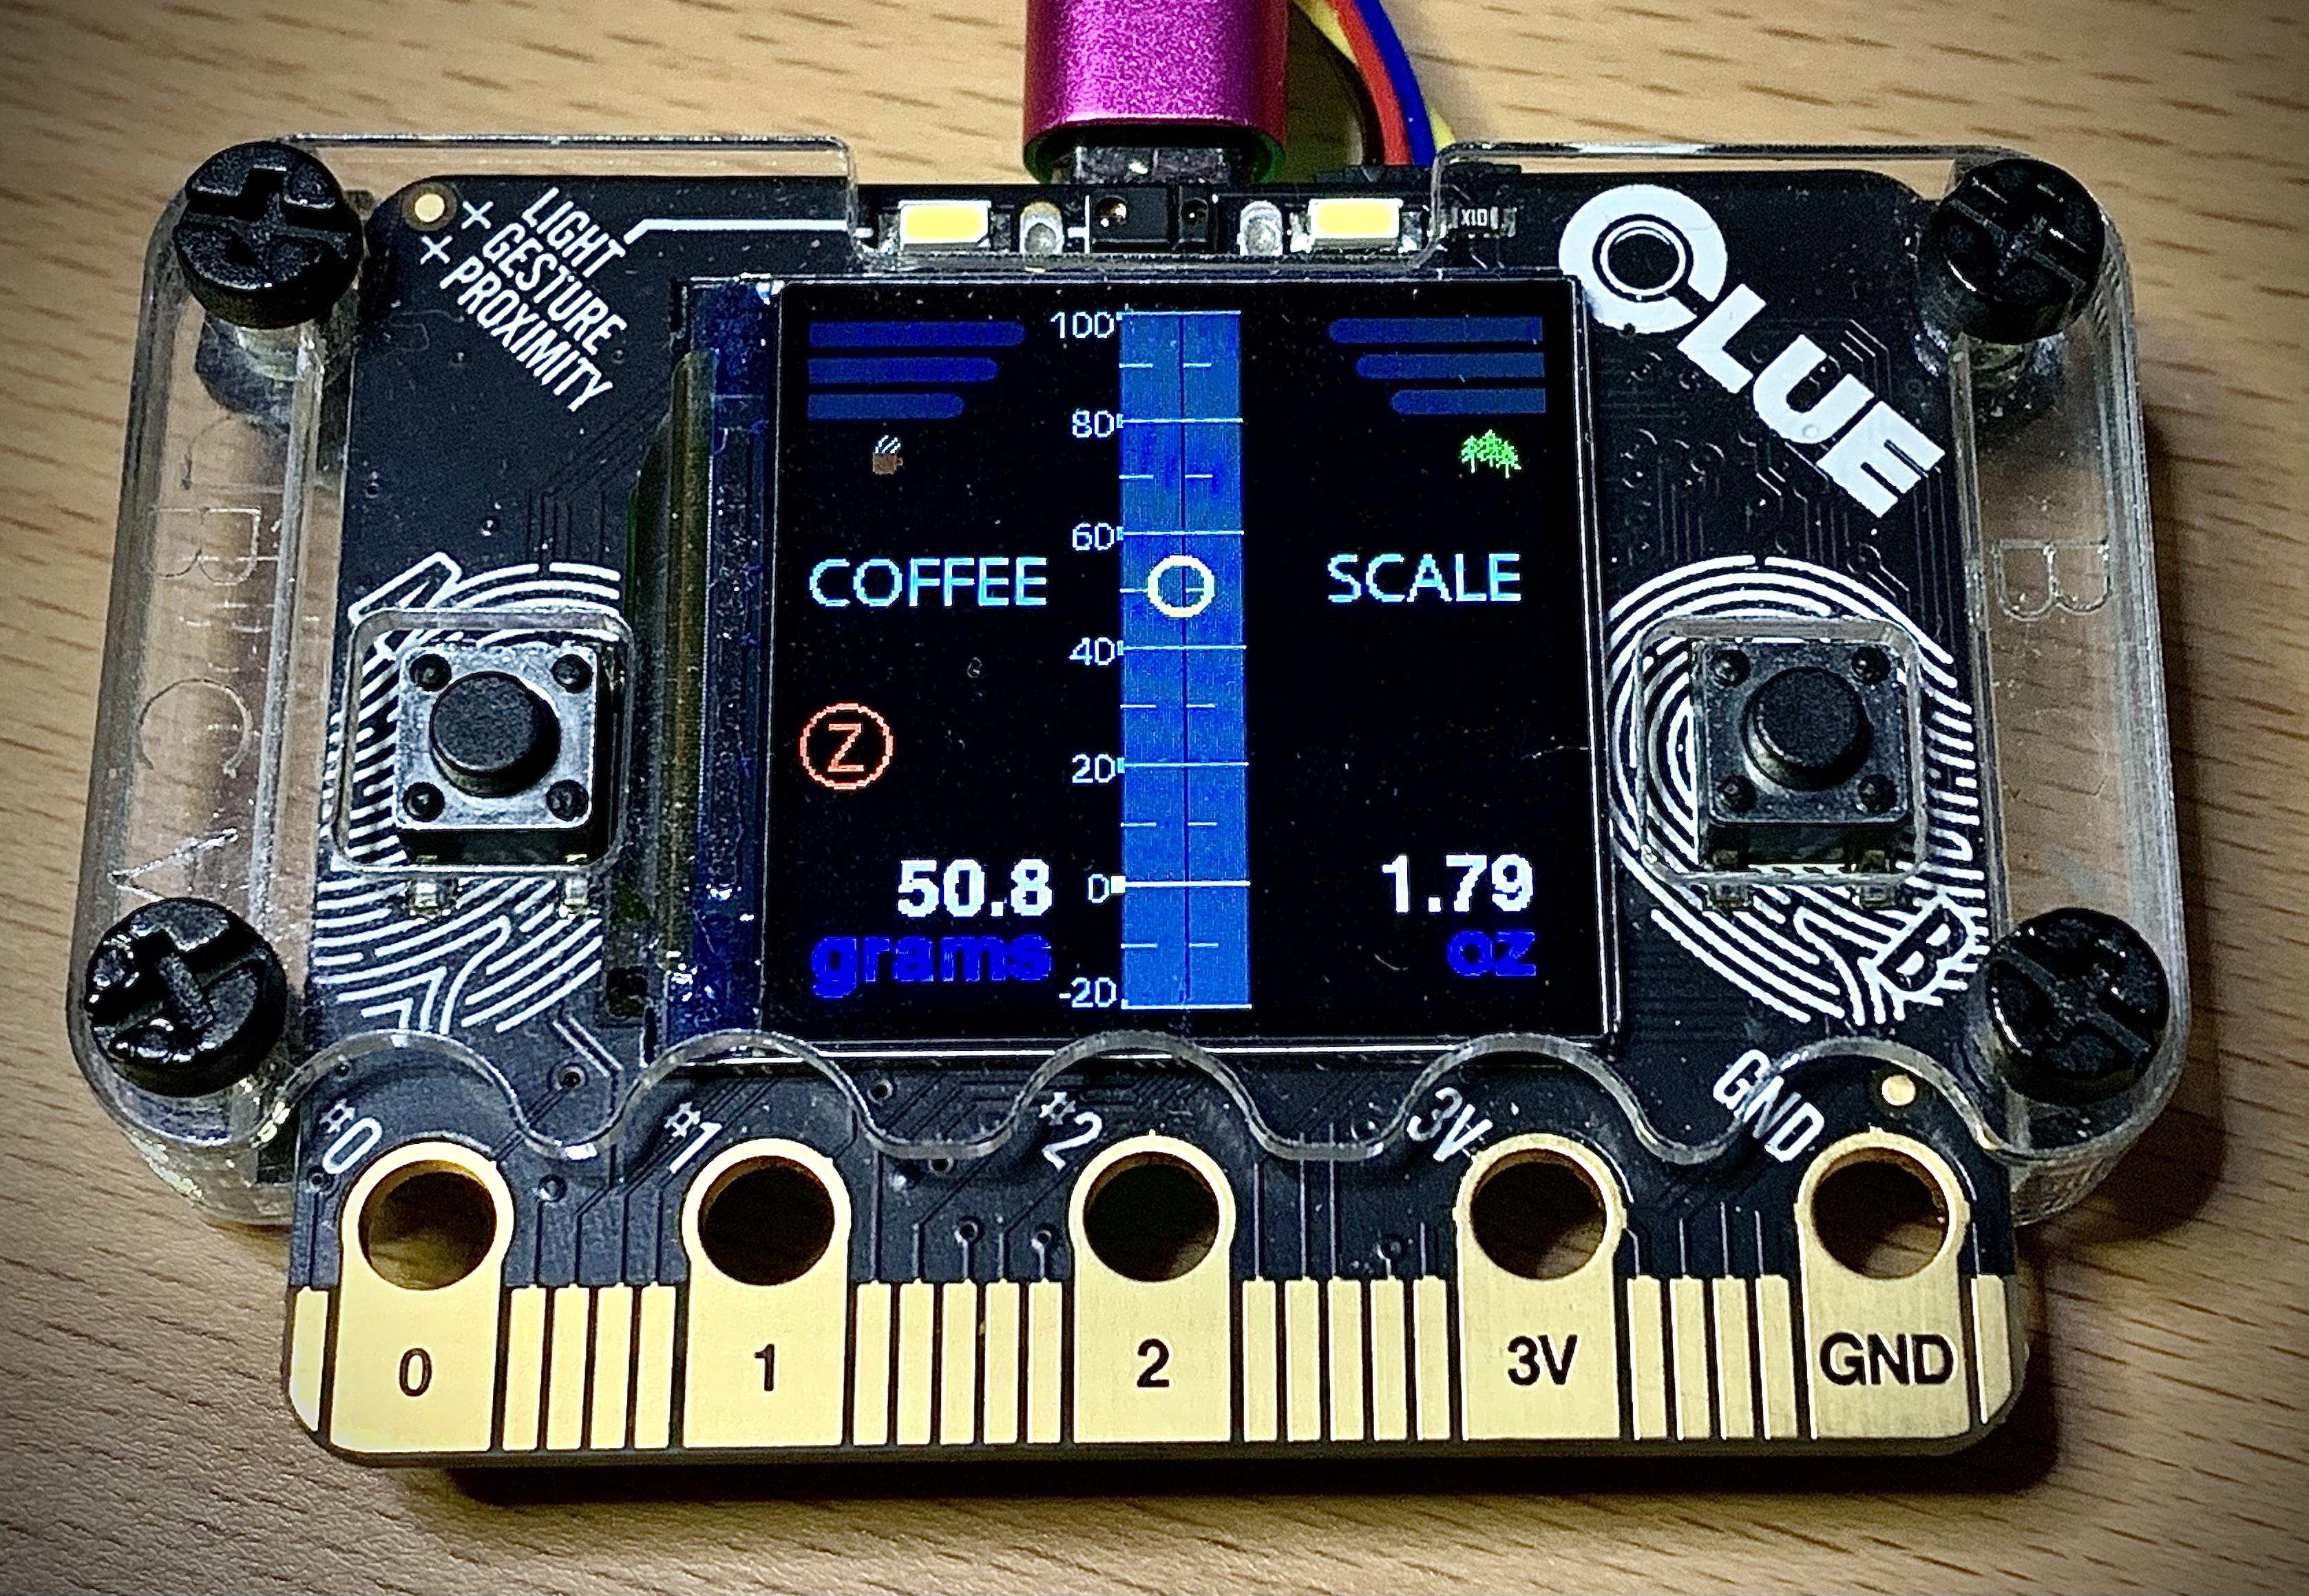 LIGHT
+ GESTURE
+ PROXIMITY
CLUE
100
80
60
40
20
0
-20
COFFEE
SCALE
Z
50.8
grams
1.79
oz
A
B
B
#0
#1
#2
3V
GND
0
1
2
3V
GND